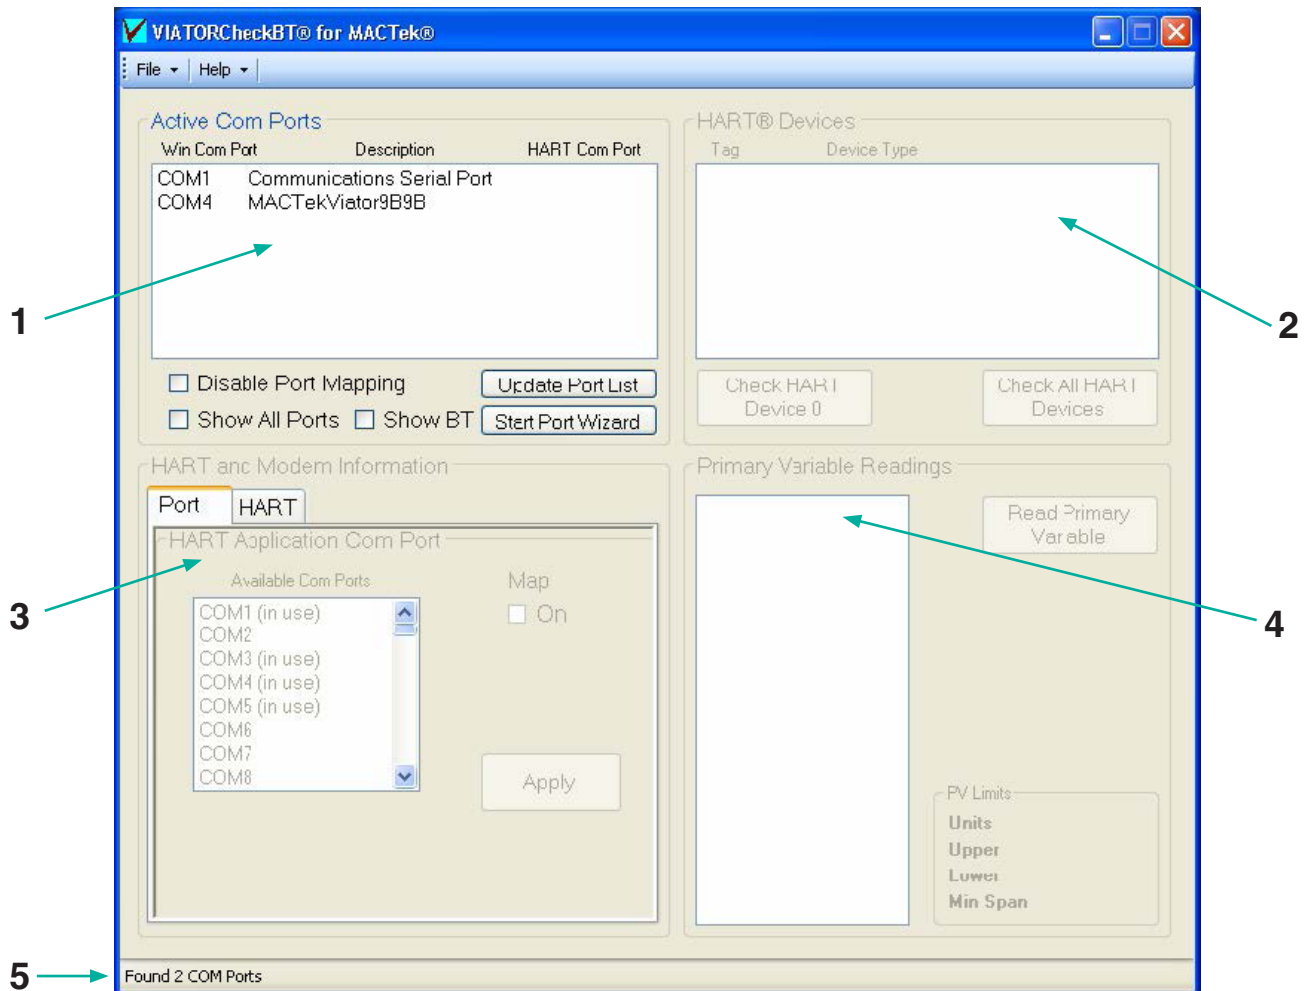 VIATORCheckBT® for MACTek®
File Help
Active Com Ports
Win Com Port Description HART Com Port
COM1 Communications Serial Port
COM4 MACTekViator9B9B
Disable Port Mapping Update Port List
Show All Ports Show BT Start Port Wizard
HART® Devices
Tag Device Type
Check HART Device 0
Check All HART Devices
1
2
HART and Modem Information
Port HART
HART Application Com Port
Available Com Ports Map
COM1 (in use) On
COM2
COM3 (in use)
COM4 (in use)
COM5 (in use)
COM6
COM7
COM8
Apply
3
Primary Variable Readings
Read Primary
Variable
4
PV Limits
Units
Upper
Lower
Min Span
5
Found 2 COM Ports